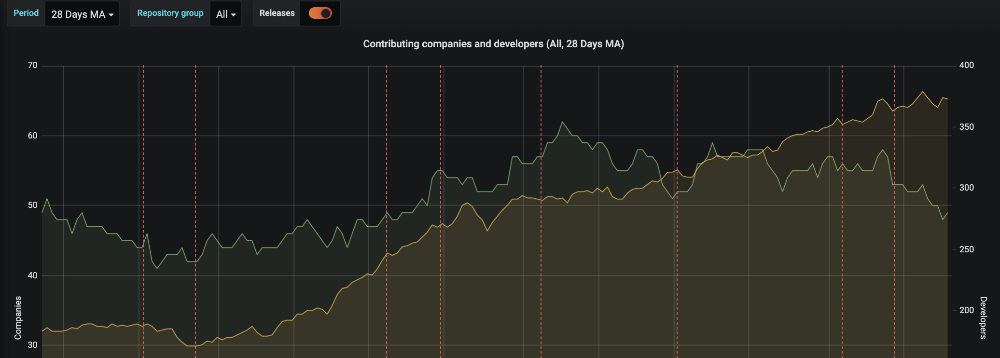 Period 28 Days MA Repository group All Releases
Contributing companies and developers (All, 28 Days MA)
70 400
60 350
50 300
40 250
30 200
Companies
Developers